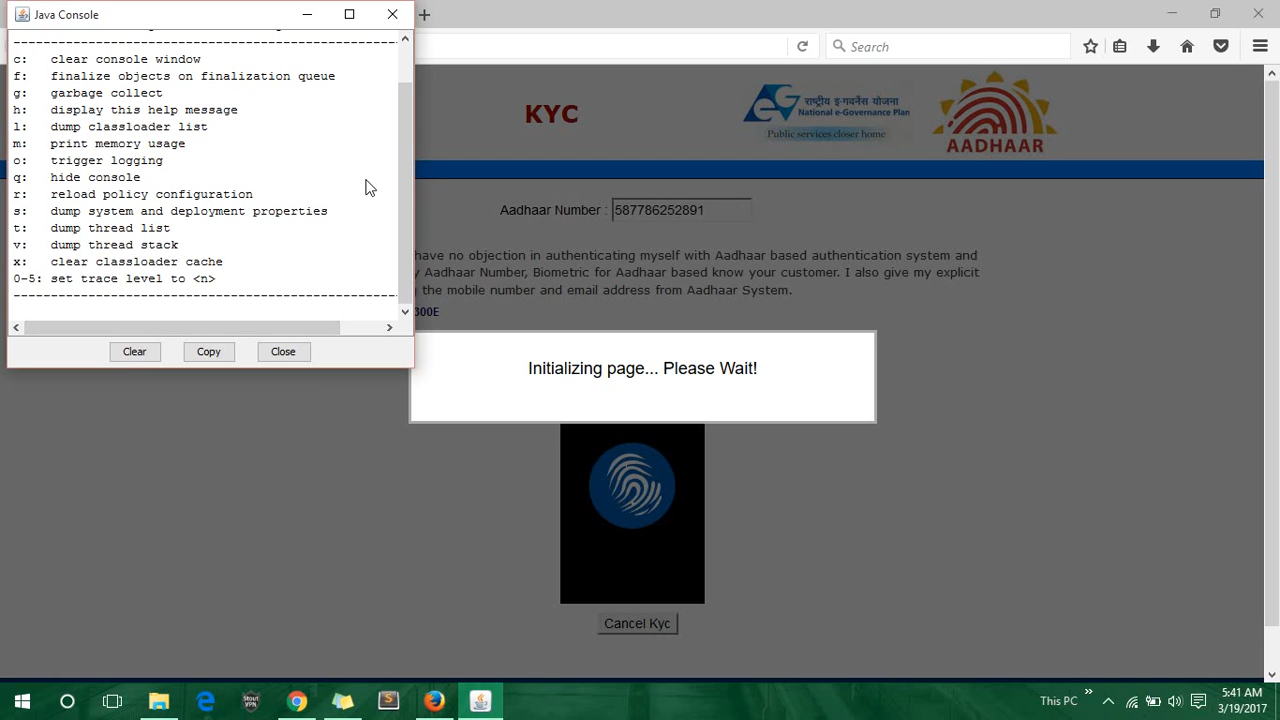 Java Console
c: clear console window
f: finalize objects on finalization queue
g: garbage collect
h: display this help message
l: dump classloader list
m: print memory usage
o: trigger logging
q: hide console
r: reload policy configuration
s: dump system and deployment properties
t: dump thread list
v: dump thread stack
x: clear classloader cache
0-5: set trace level to <n>
Clear Copy Close
Search
KYC
राष्ट्रीय ई-गवर्नेंस योजना
National e-Governance Plan
Public services closer home
AADHAAR
Aadhaar Number : 587786252891
have no objection in authenticating myself with Aadhaar based authentication system and
y Aadhaar Number, Biometric for Aadhaar based know your customer. I also give my explicit
g the mobile number and email address from Aadhaar System.
300E
Initializing page... Please Wait!
Cancel Kyc
This PC
5:41 AM
3/19/2017